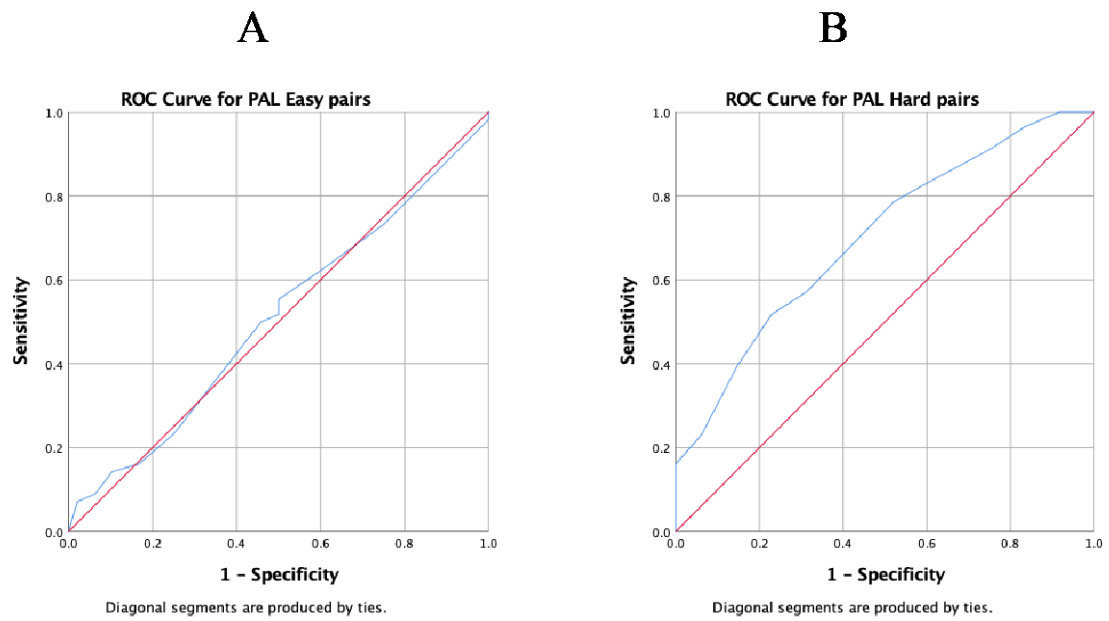 A
ROC Curve for PAL Easy pairs
1.0
0.8
0.6
0.4
0.2
0.0
Sensitivity
0.0 0.2 0.4 0.6 0.8 1.0
1 - Specificity
Diagonal segments are produced by ties.
B
ROC Curve for PAL Hard pairs
1.0
0.8
0.6
0.4
0.2
0.0
Sensitivity
0.0 0.2 0.4 0.6 0.8 1.0
1 - Specificity
Diagonal segments are produced by ties.